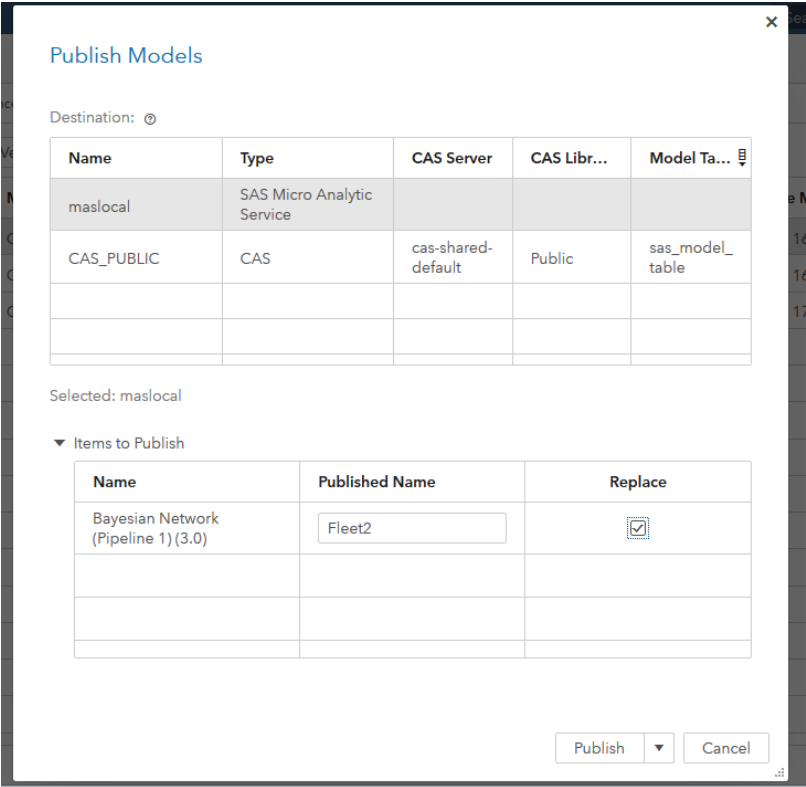 Publish Models
Destination:
Name Type CAS Server CAS Libr... Model Ta...
maslocal SAS Micro Analytic
Service
CAS_PUBLIC CAS cas-shared-
default Public sas_model_
table
Selected: maslocal
Items to Publish
Name Published Name Replace
Bayesian Network
(Pipeline 1) (3.0) Fleet2
Publish Cancel